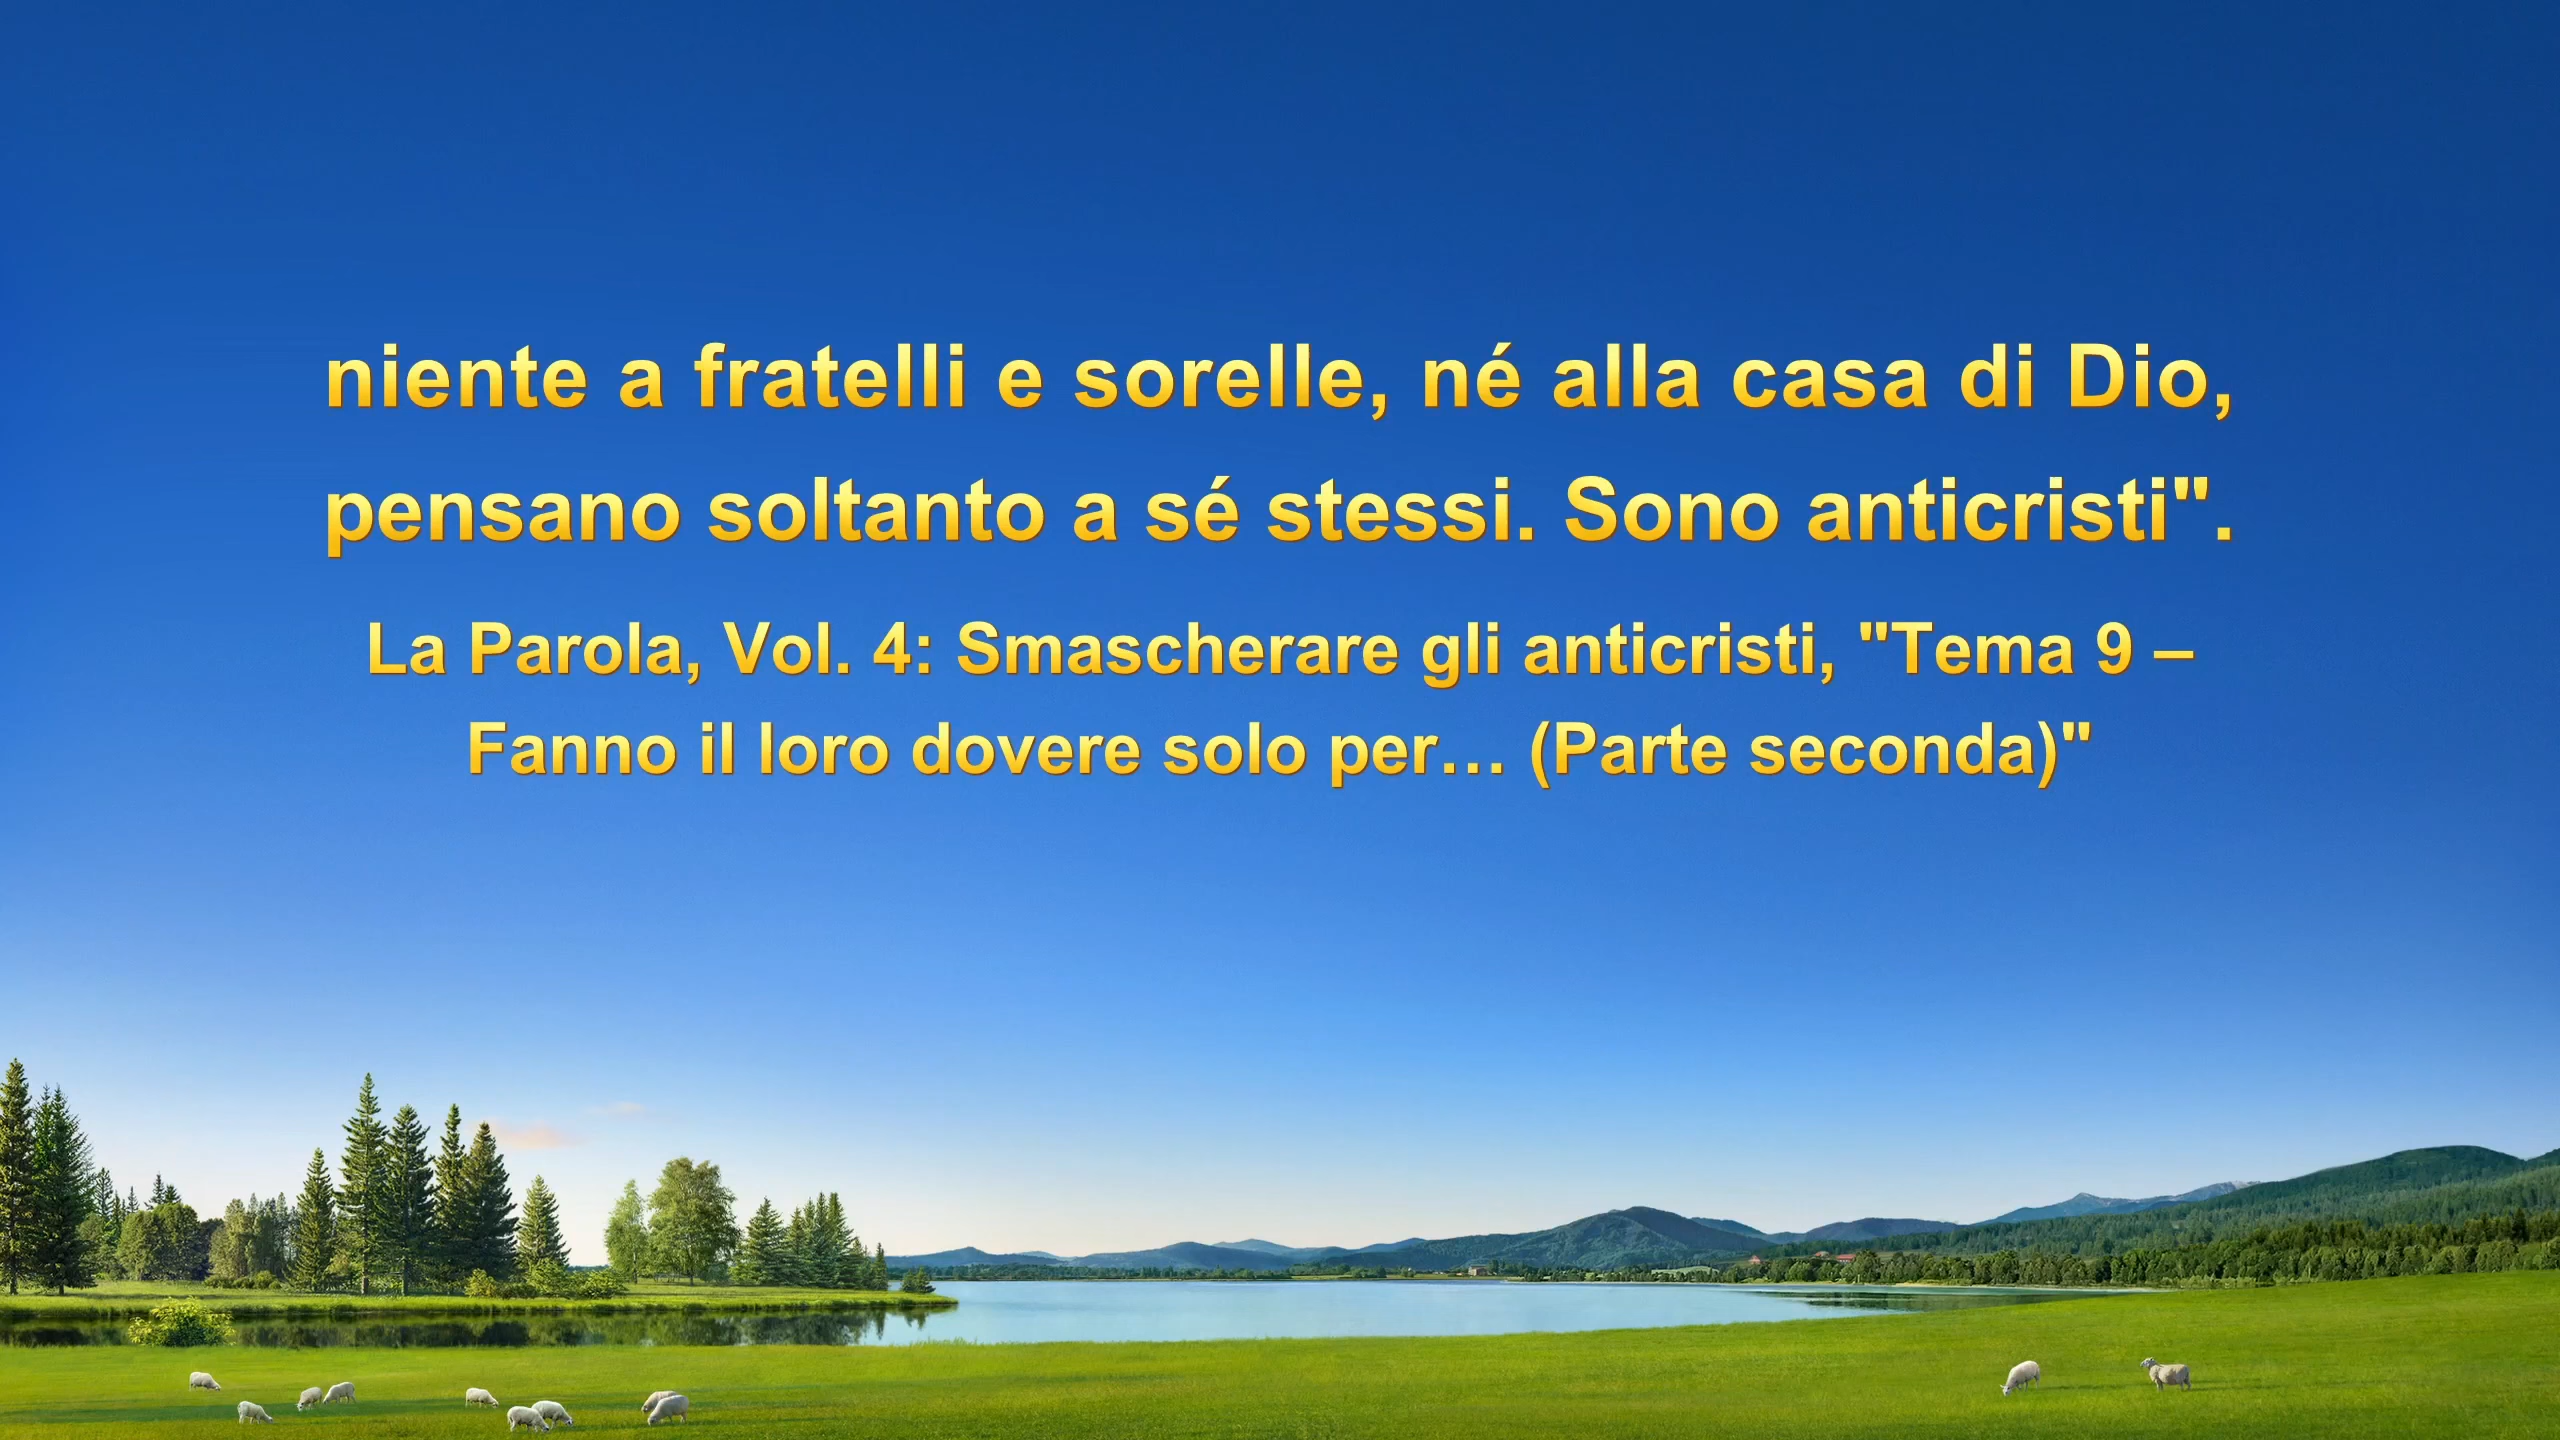 niente a fratelli e sorelle, né alla casa di Dio,
pensano soltanto a sé stessi. Sono anticristi".
La Parola, Vol. 4: Smascherare gli anticristi, "Tema 9 –
Fanno il loro dovere solo per… (Parte seconda)"